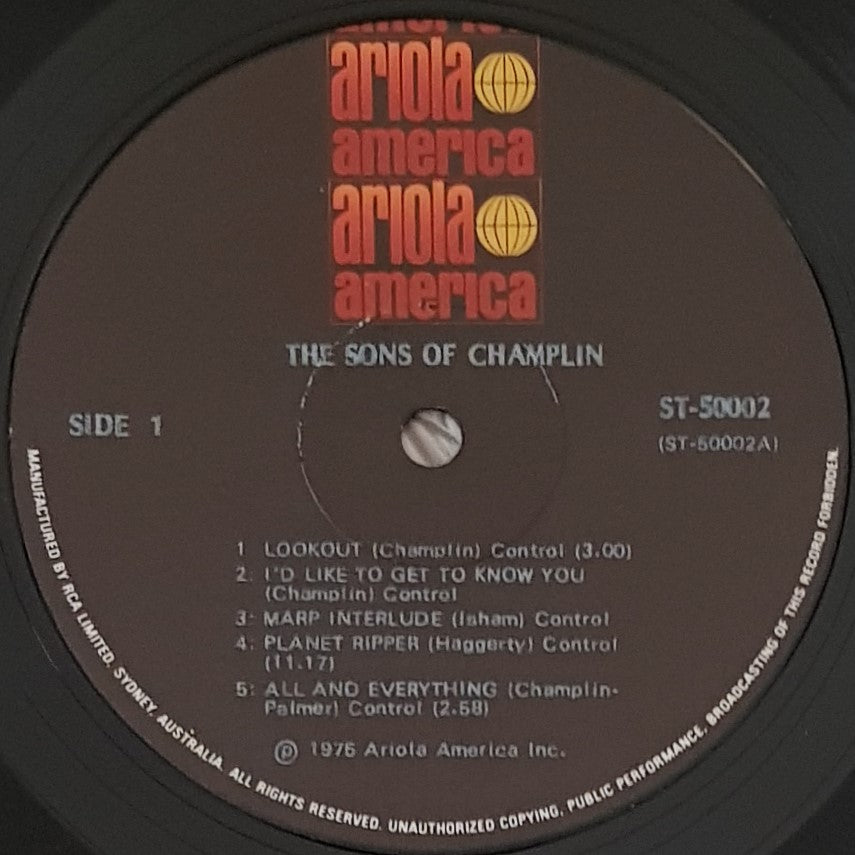 ariola
america
ariola
america
THE SONS OF CHAMPLIN
SIDE 1
ST-50002
(ST-50002A)
1 LOOKOUT (Champlin) Control (3.00)
2: I'D LIKE TO GET TO KNOW YOU
(Champlin) Control
3: MARP INTERLUDE (Isham) Control
4: PLANET RIPPER (Haggerty) Control
(11.17)
5: ALL AND EVERYTHING (Champlin-
Palmer) Control (2.58)
℗ 1976 Ariola America Inc.
MANUFACTURED BY RCA LIMITED. SYDNEY. AUSTRALIA. ALL RIGHTS RESERVED. UNAUTHORIZED COPYING, PUBLIC PERFORMANCE, BROADCASTING OF THIS RECORD FORBIDDEN.